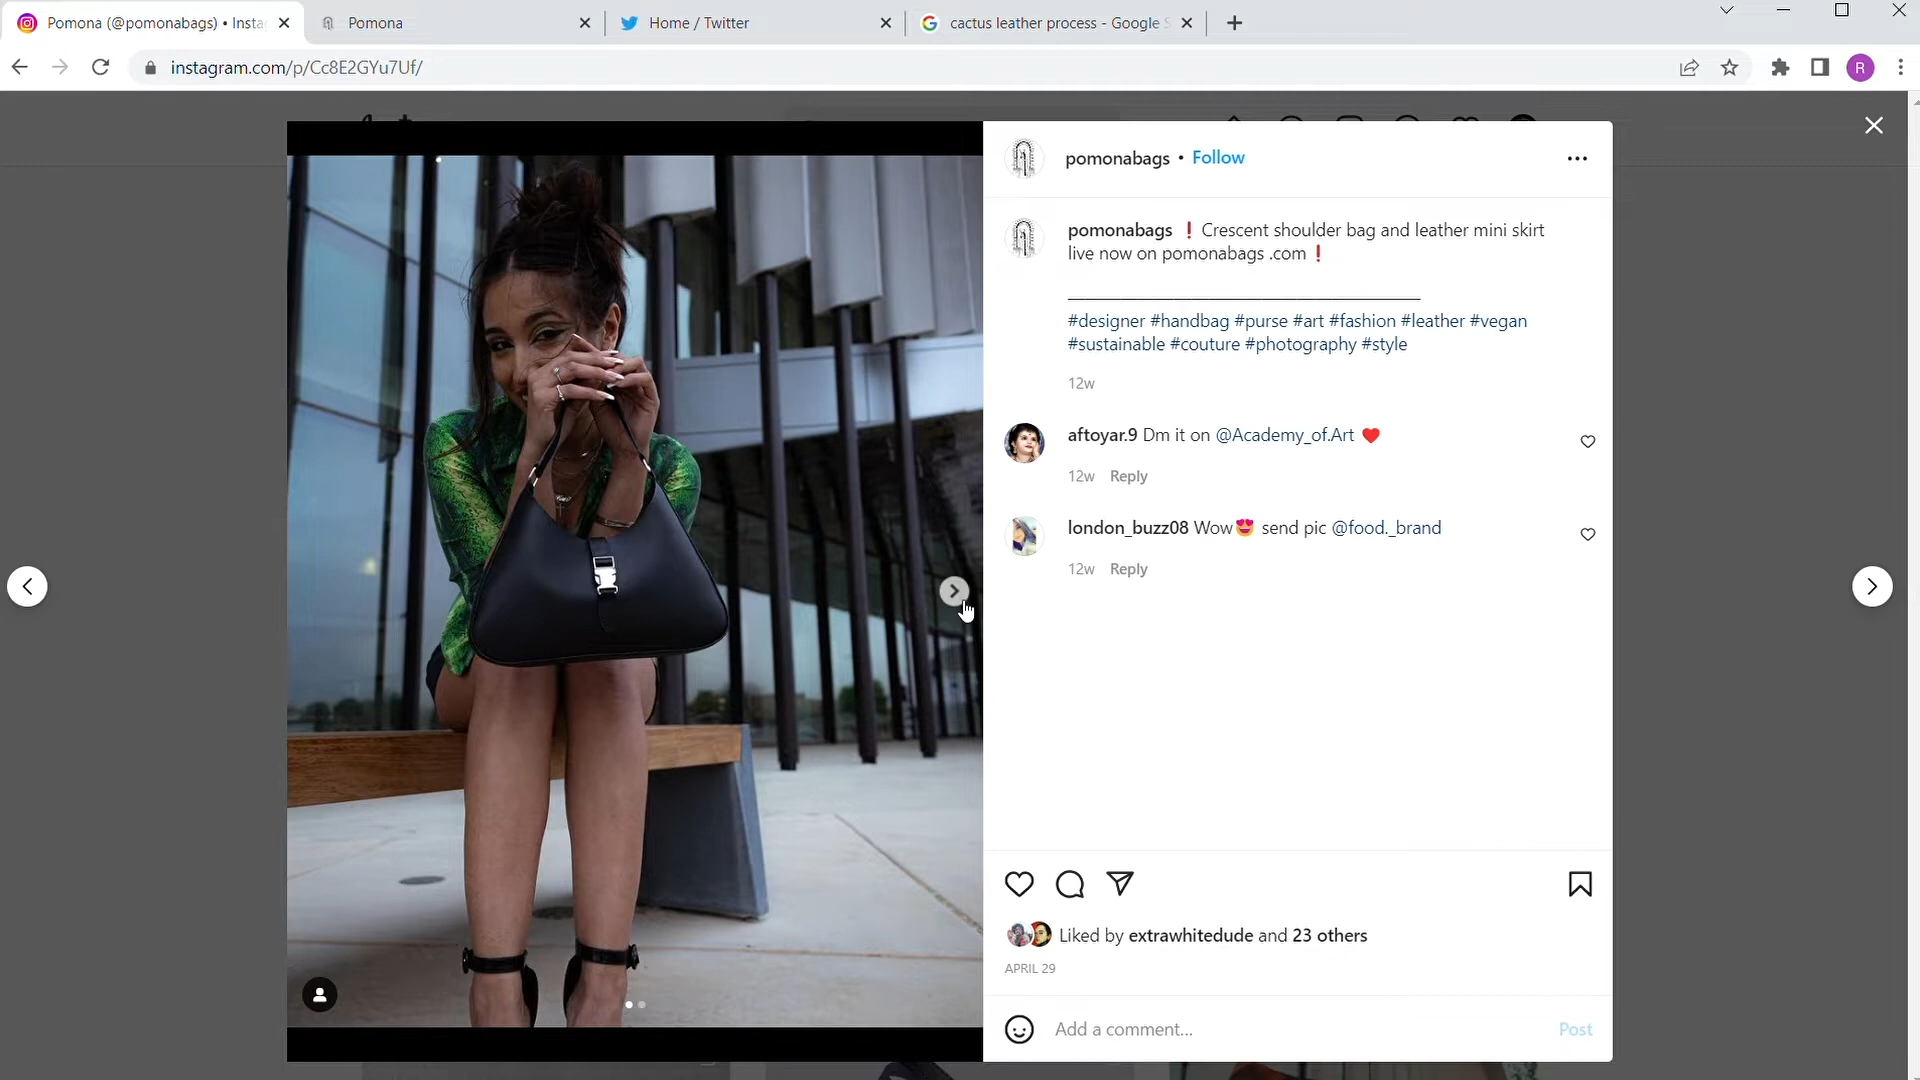 Pomona (@pomonabags) • Insta
Pomona
Home / Twitter
cactus leather process - Google S
instagram.com/p/Cc8E2GYu7Uf/
R
pomonabags • Follow
pomonabags ❗ Crescent shoulder bag and leather mini skirt
live now on pomonabags .com ❗
#designer #handbag #purse #art #fashion #leather #vegan
#sustainable #couture #photography #style
12w
aftoyar.9 Dm it on @Academy_of.Art ❤️
12w Reply
london_buzz08 Wow😍 send pic @food._brand
12w Reply
Liked by extrawhitedude and 23 others
APRIL 29
Add a comment...
Post